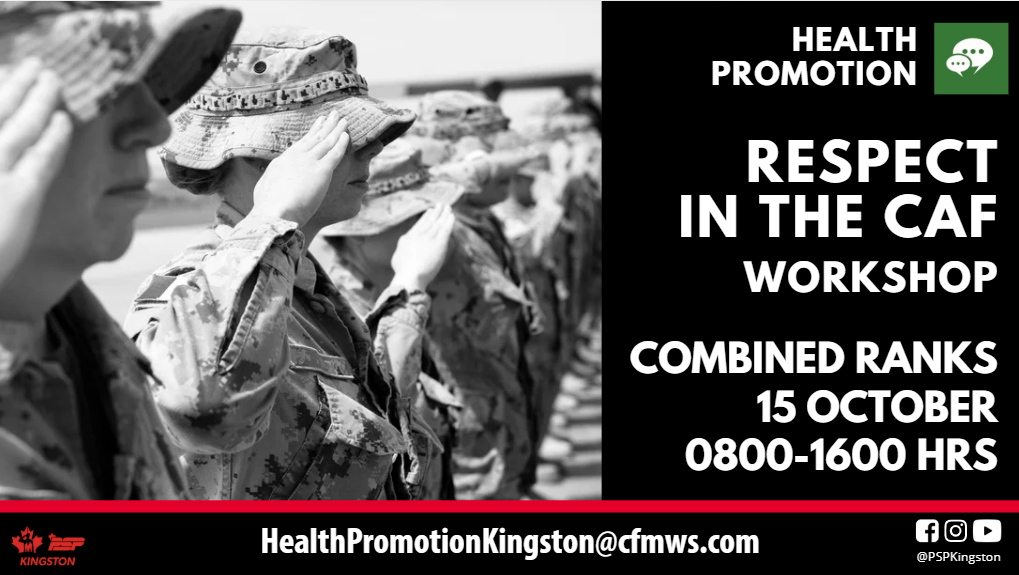 HEALTH
PROMOTION
RESPECT
IN THE CAF
WORKSHOP
COMBINED RANKS
15 OCTOBER
0800-1600 HRS
PSP
KINGSTON
HealthPromotionKingston@cfmws.com
@PSPKingston